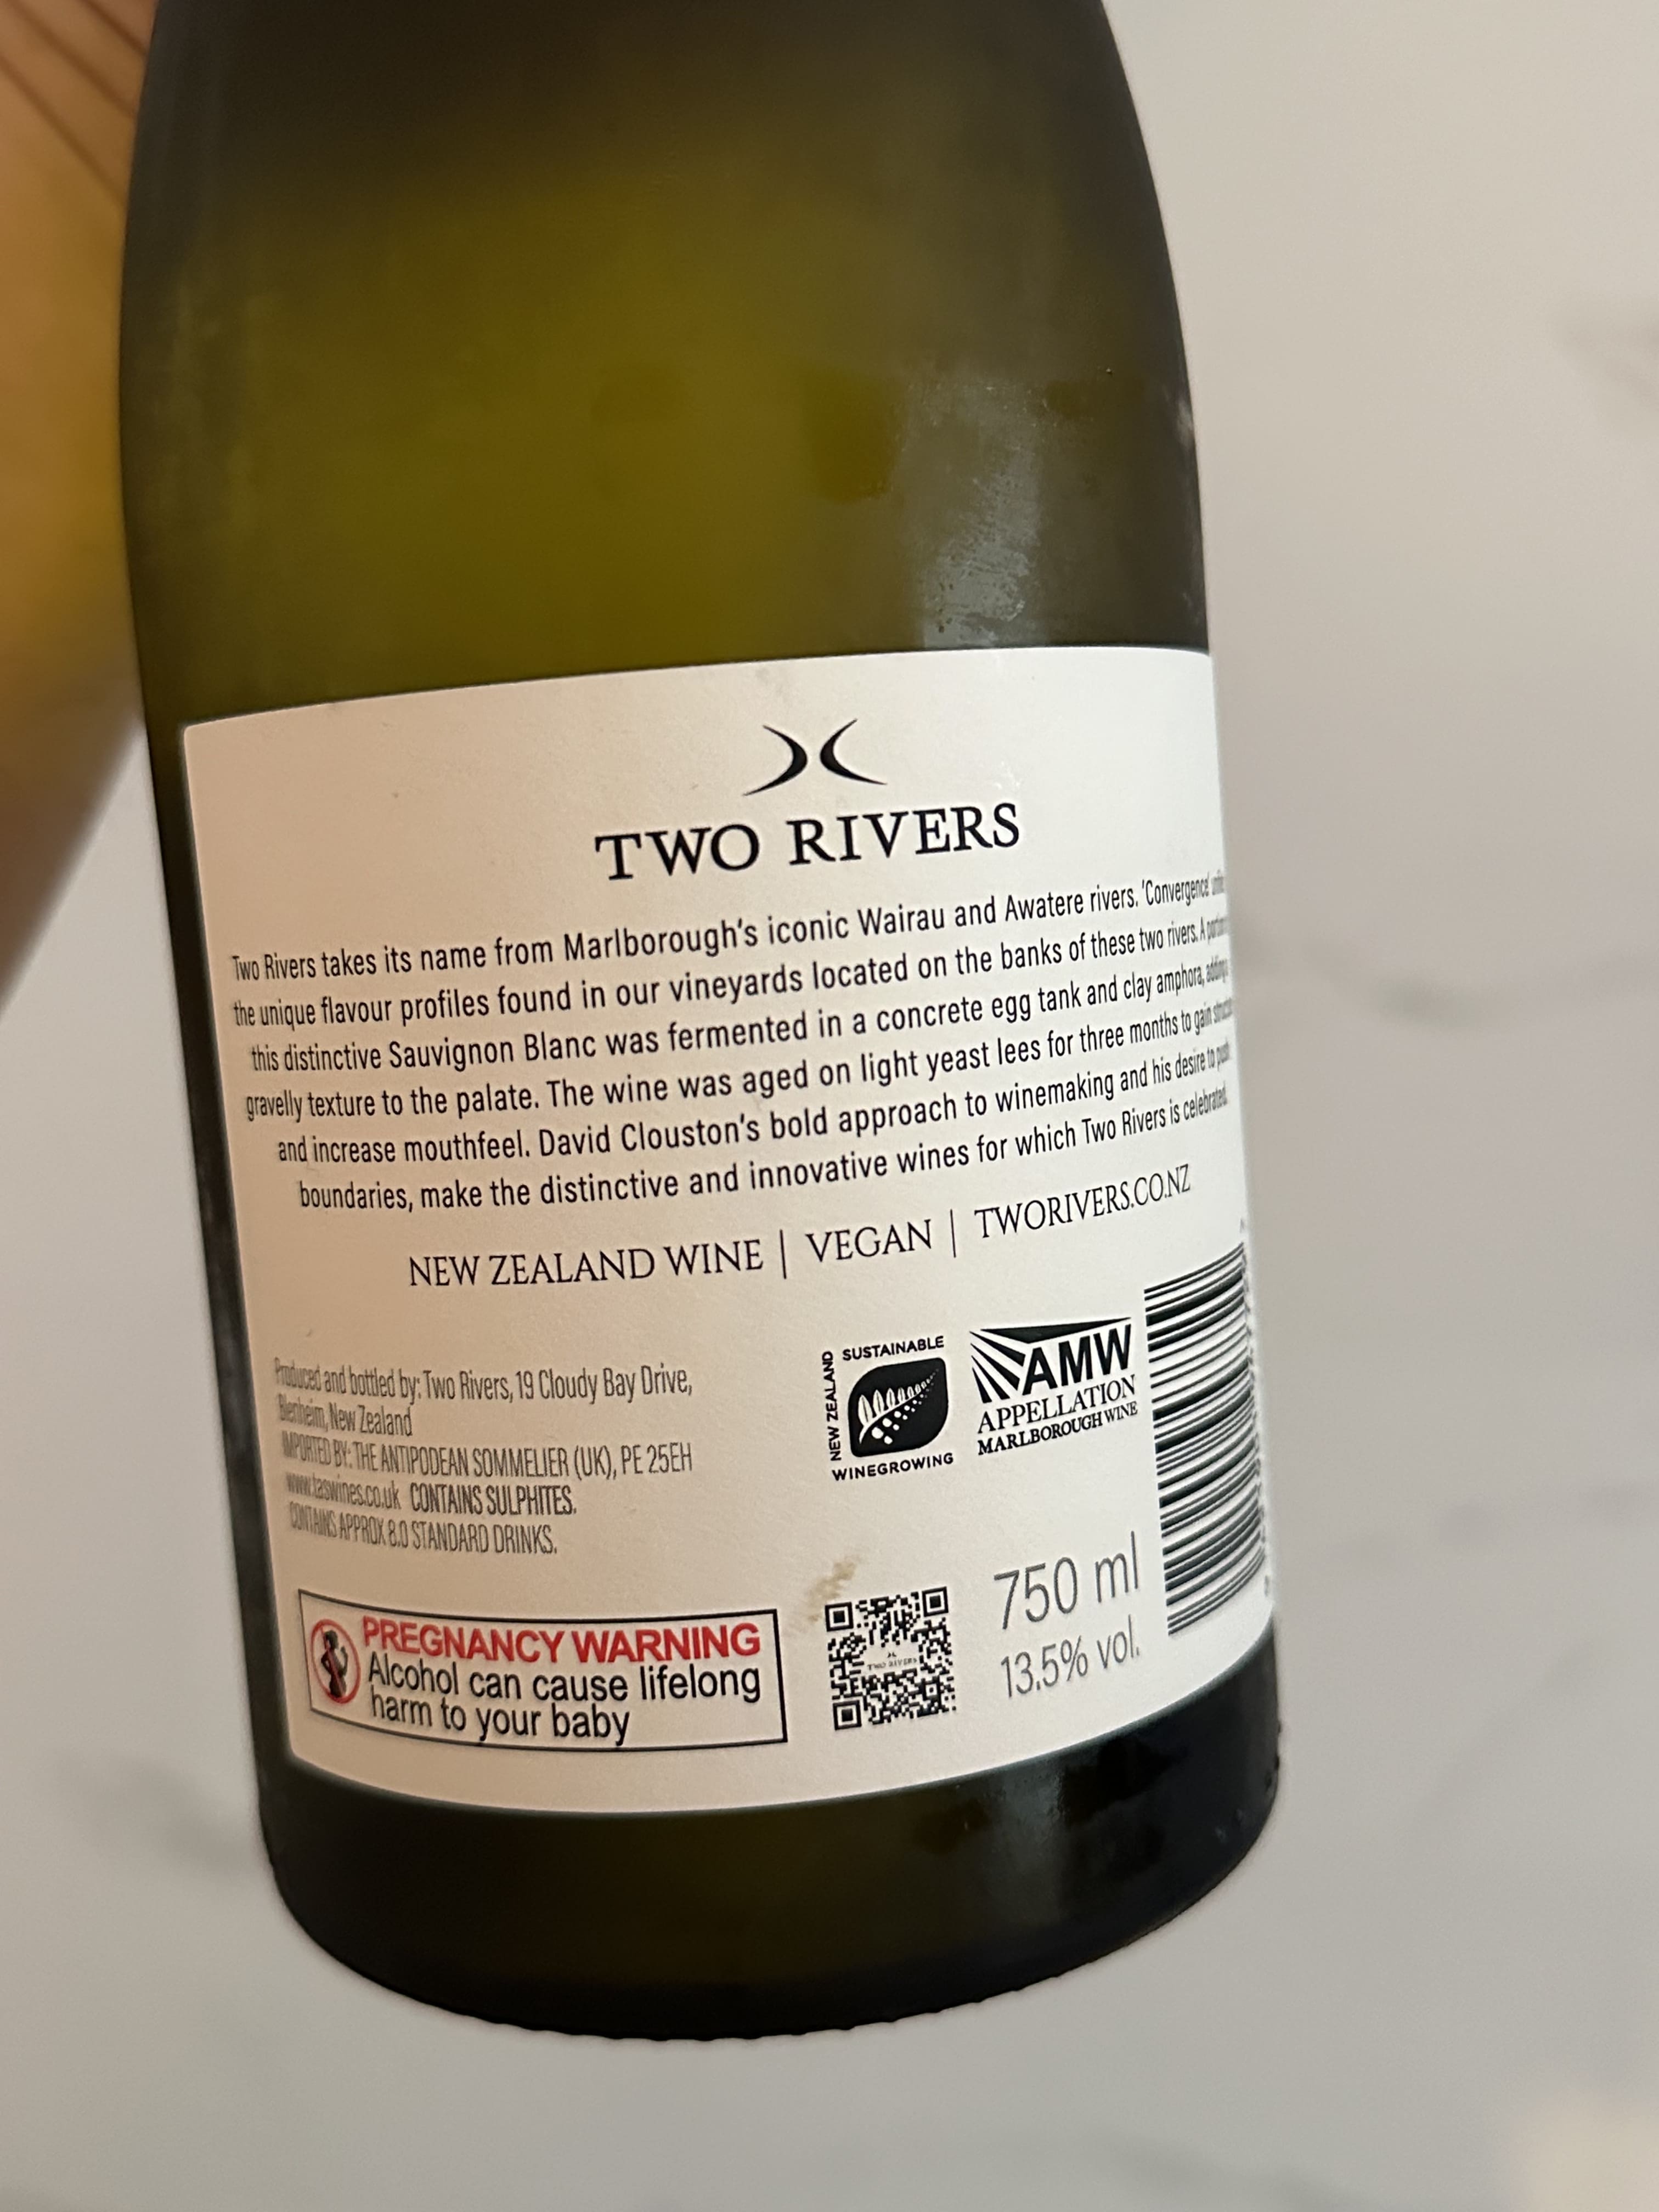 TWO RIVERS
Two Rivers takes its name from Marlborough's iconic Wairau and Awatere rivers. 'Convergence'
the unique flavour profiles found in our vineyards located on the banks of these two rivers. A
this distinctive Sauvignon Blanc was fermented in a concrete egg tank and clay amphora,
gravelly texture to the palate. The wine was aged on light yeast lees for three months to gain
and increase mouthfeel. David Clouston's bold approach to winemaking and his desire to
boundaries, make the distinctive and innovative wines for which Two Rivers is celebrated.
NEW ZEALAND WINE | VEGAN | TWORIVERS.CO.NZ
Produced and bottled by: Two Rivers, 19 Cloudy Bay Drive,
Blenheim, New Zealand
IMPORTED BY: THE ANTIPODEAN SOMMELIER (UK), PE 25EH
www.taswines.co.uk CONTAINS SULPHITES.
CONTAINS APPROX 8.0 STANDARD DRINKS.
SUSTAINABLE
NEW ZEALAND
WINEGROWING
AMW
APPELLATION
MARLBOROUGH WINE
PREGNANCY WARNING
Alcohol can cause lifelong
harm to your baby
TWO RIVERS
750 ml
13.5% vol.